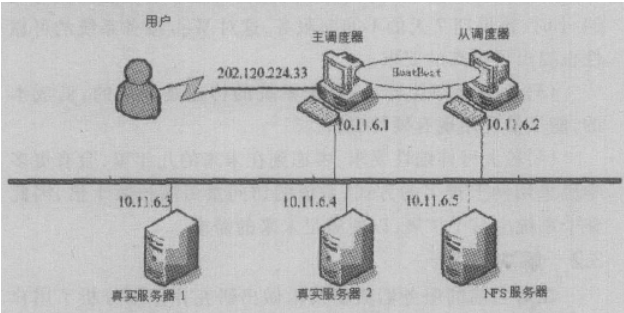 用户
主调度器
从调度器
202.120.224.33
HeartBeat
10.11.6.1
10.11.6.2
10.11.6.3
10.11.6.4
10.11.6.5
真实服务器 1
真实服务器 2
NFS 服务器